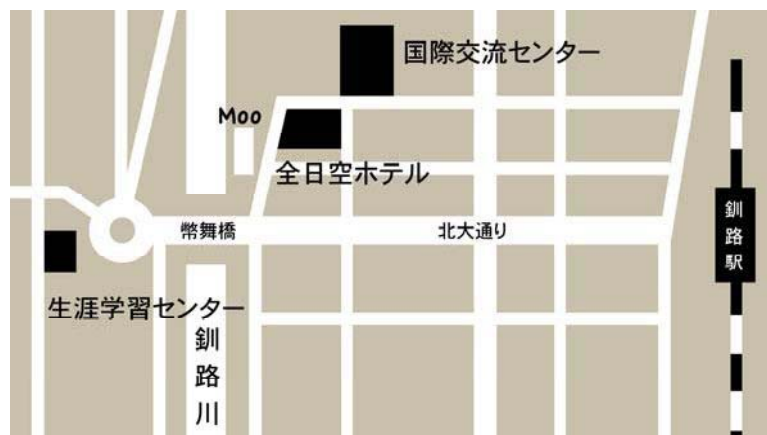 国際交流センター
Moo
全日空ホテル
幣舞橋
北大通り
釧路駅
生涯学習センター
釧路川